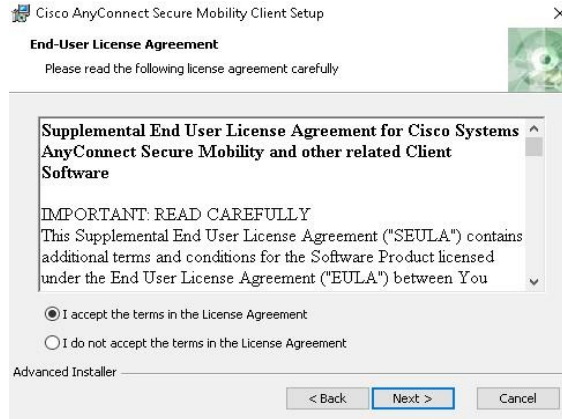 Cisco AnyConnect Secure Mobility Client Setup
End-User License Agreement
Please read the following license agreement carefully
Supplemental End User License Agreement for Cisco Systems
AnyConnect Secure Mobility and other related Client
Software
IMPORTANT: READ CAREFULLY
This Supplemental End User License Agreement ("SEULA") contains
additional terms and conditions for the Software Product licensed
under the End User License Agreement ("EULA") between You
I accept the terms in the License Agreement
I do not accept the terms in the License Agreement
Advanced Installer
< Back Next > Cancel